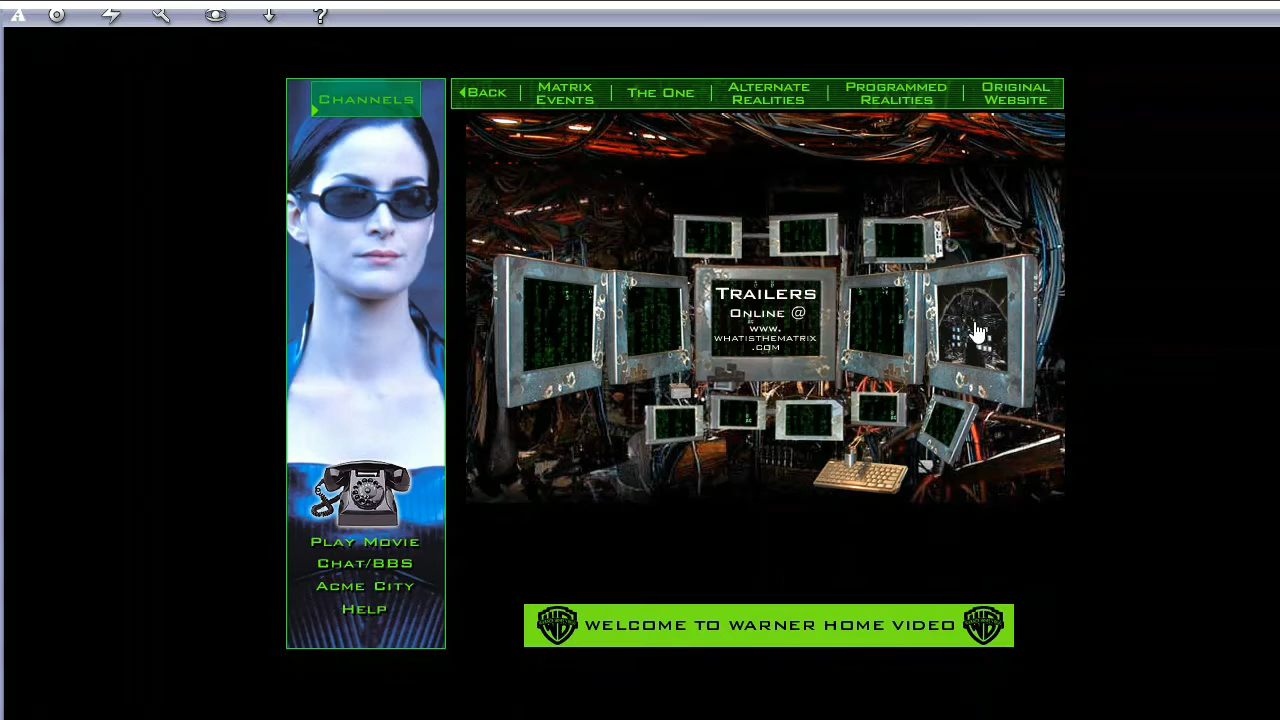 CHANNELS
BACK
MATRIX
EVENTS
THE ONE
ALTERNATE
REALITIES
PROGRAMMED
REALITIES
ORIGINAL
WEBSITE
TRAILERS
ONLINE @
WWW.
WHATISTHEMATRIX
.COM
PLAY MOVIE
CHAT/BBS
ACME CITY
HELP
WELCOME TO WARNER HOME VIDEO